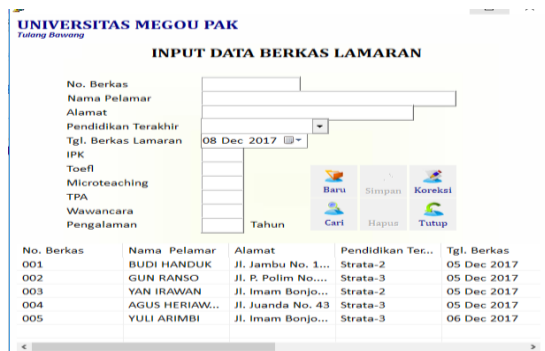 UNIVERSITAS MEGOU PAK
Tulang Bawang
INPUT DATA BERKAS LAMARAN
No. Berkas
Nama Pelamar
Alamat
Pendidikan Terakhir
Tgl. Berkas Lamaran 08 Dec 2017
IPK
Toefl
Microteaching
TPA
Wawancara
Pengalaman Tahun
Baru Simpan Koreksi
Cari Hapus Tutup
No. Berkas Nama Pelamar Alamat Pendidikan Ter... Tgl. Berkas
001 BUDI HANDUK Jl. Jambu No. 1... Strata-2 05 Dec 2017
002 GUN RANSO Jl. P. Polim No.... Strata-3 05 Dec 2017
003 YAN IRAWAN Jl. Imam Bonjo... Strata-2 05 Dec 2017
004 AGUS HERIAW... Jl. Juanda No. 43 Strata-3 05 Dec 2017
005 YULI ARIMBI Jl. Imam Bonjo... Strata-3 06 Dec 2017